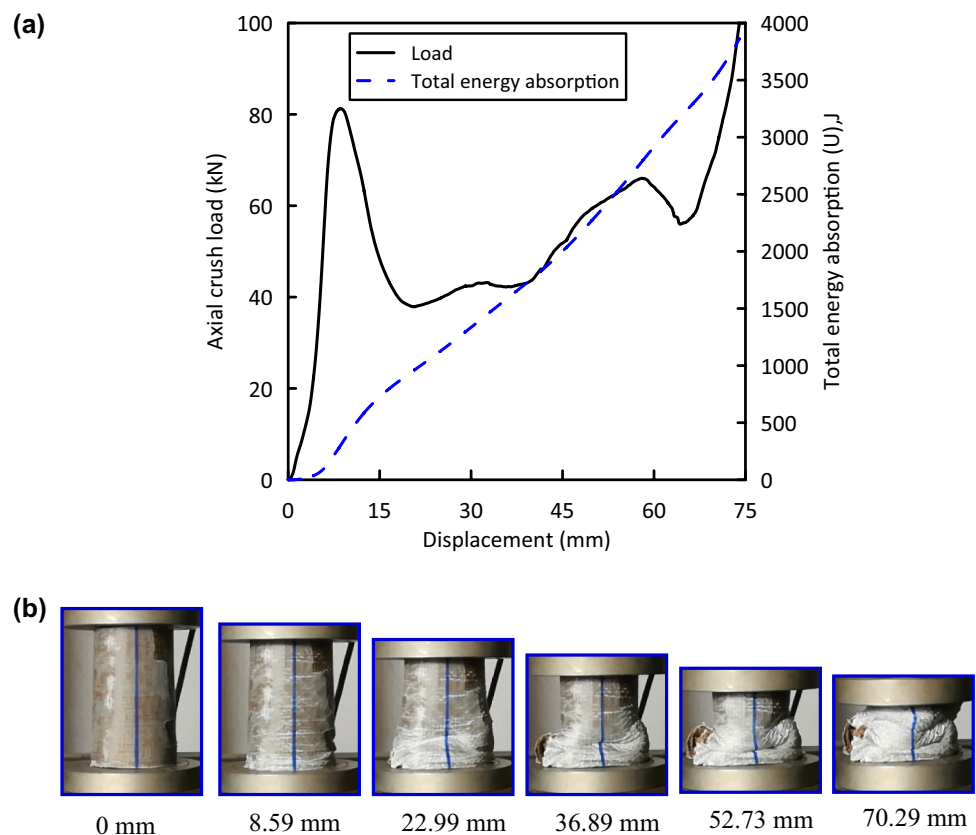 (a)
100
80
60
40
20
0
Axial crush load (kN)
Load
Total energy absorption
4000
3500
3000
2500
2000
1500
1000
500
0
Total energy absorption (U),J
0 15 30 45 60 75
Displacement (mm)
(b)
0 mm 8.59 mm 22.99 mm 36.89 mm 52.73 mm 70.29 mm